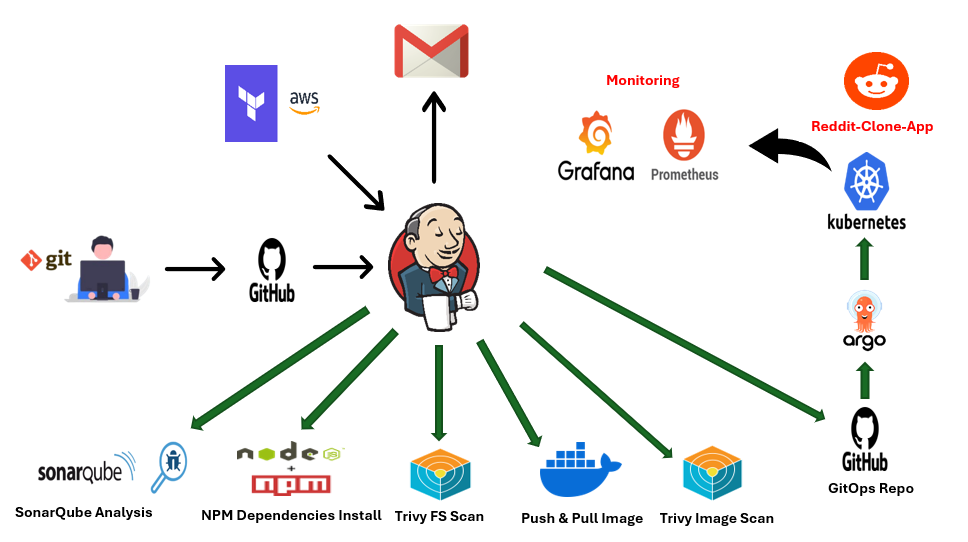 Monitoring
aws
Reddit-Clone-App
Grafana
Prometheus
kubernetes
git
GitHub
argo
sonarqube
node
JS
+
npm
GitHub
SonarQube Analysis
NPM Dependencies Install
Trivy FS Scan
Push & Pull Image
Trivy Image Scan
GitOps Repo